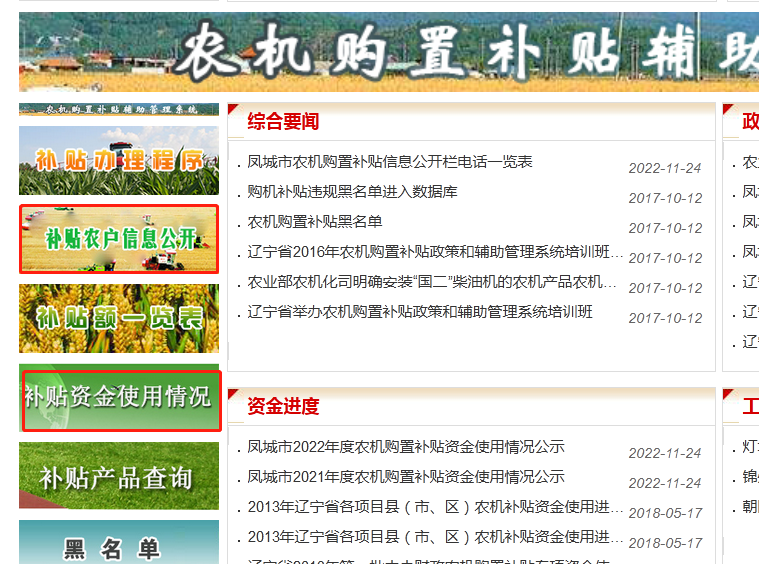 农机购置补贴辅助
农机购置补贴辅助管理系统
补贴办理程序
补贴农户信息公开
补贴额一览表
补贴资金使用情况
补贴产品查询
黑名单
综合要闻
. 凤城市农机购置补贴信息公开栏电话一览表 2022-11-24
. 购机补贴违规黑名单进入数据库 2017-10-12
. 农机购置补贴黑名单 2017-10-12
. 辽宁省2016年农机购置补贴政策和辅助管理系统培训班... 2017-10-12
. 农业部农机化司明确安装“国二”柴油机的农机产品农机... 2017-10-12
. 辽宁省举办农机购置补贴政策和辅助管理系统培训班 2017-10-12
资金进度
. 凤城市2022年度农机购置补贴资金使用情况公示 2022-11-24
. 凤城市2021年度农机购置补贴资金使用情况公示 2022-11-24
. 2013年辽宁省各项目县（市、区）农机补贴资金使用进... 2018-05-17
. 2013年辽宁省各项目县（市、区）农机补贴资金使用进... 2018-05-17
政
. 农
. 凤
. 凤
. 凤
. 辽
. 辽
. 辽
工
. 灯
. 锦
. 朝